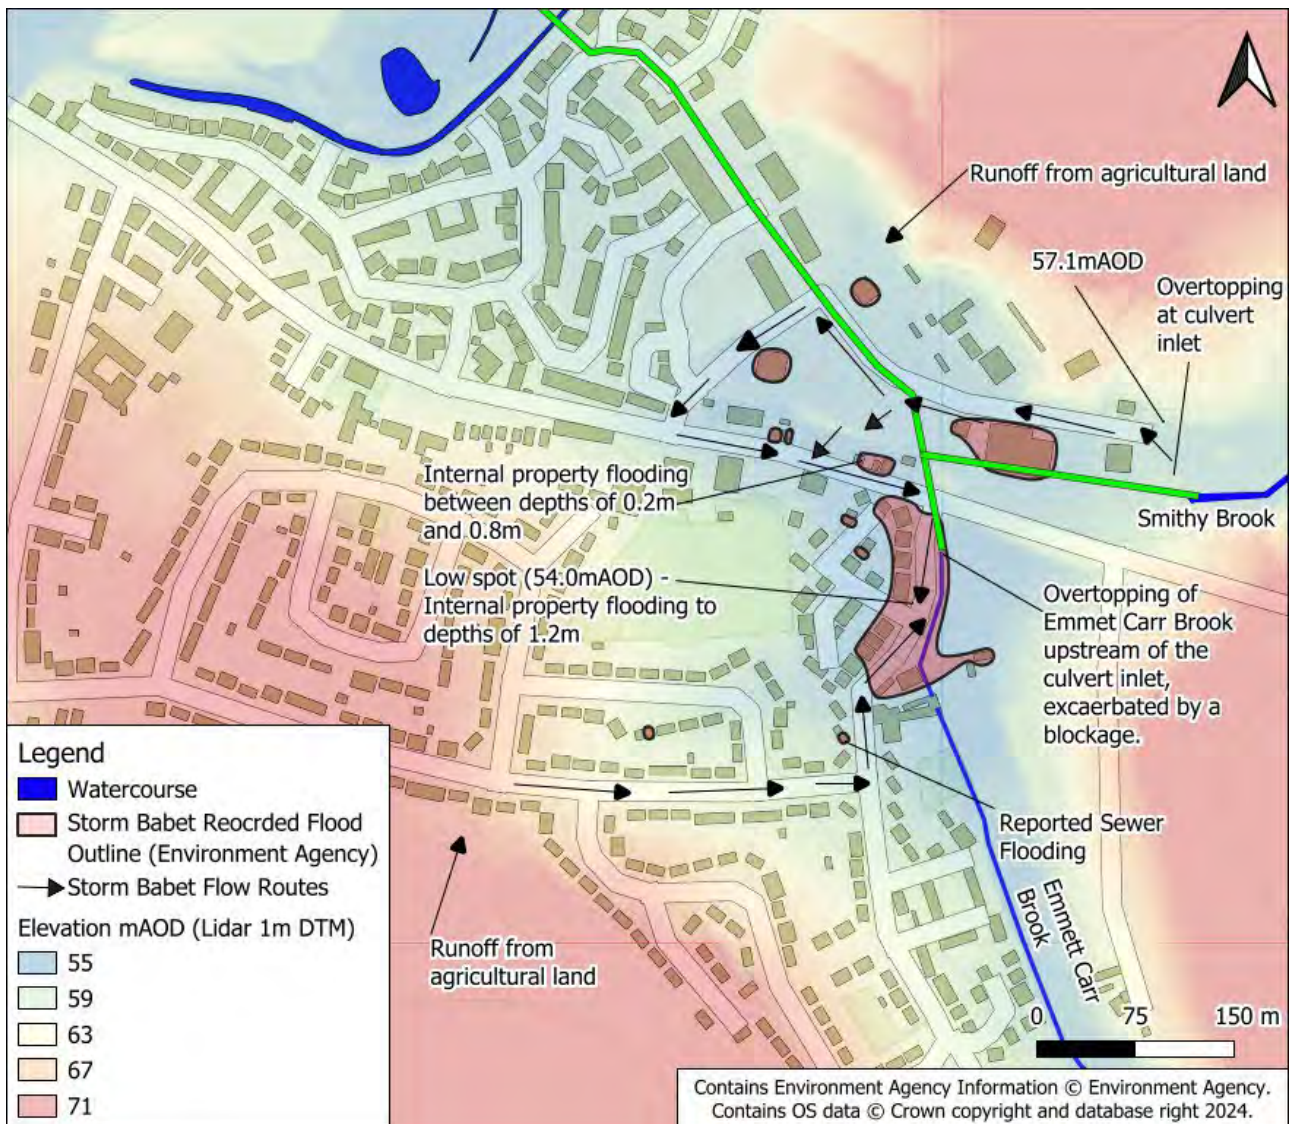 Runoff from agricultural land
57.1mAOD
Overtopping
at culvert
inlet
Internal property flooding
between depths of 0.2m
and 0.8m
Smithy Brook
Low spot (54.0mAOD) -
Internal property flooding to
depths of 1.2m
Overtopping of
Emmet Carr Brook
upstream of the
culvert inlet,
excaerbated by a
blockage.
Reported Sewer
Flooding
Emmett Carr
Brook
Runoff from
agricultural land
Legend
Watercourse
Storm Babet Reocrded Flood
Outline (Environment Agency)
Storm Babet Flow Routes
Elevation mAOD (Lidar 1m DTM)
55
59
63
67
71
0 75 150 m
Contains Environment Agency Information © Environment Agency.
Contains OS data © Crown copyright and database right 2024.